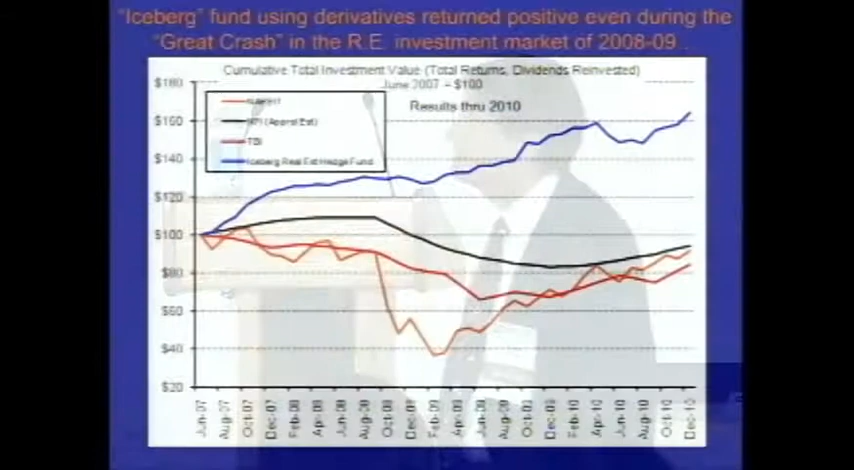 “Iceberg” fund using derivatives returned positive even during the
“Great Crash” in the R.E. investment market of 2008-09...
Cumulative Total Investment Value (Total Returns, Dividends Reinvested)
June 2007 = $100
Results thru 2010
NPI (Appraisal Est)
TBI
Iceberg Real Est Hedge Fund
$180
$160
$140
$120
$100
$80
$60
$40
$20
Jun-07
Aug-07
Oct-07
Dec-07
Feb-08
Apr-08
Jun-08
Aug-08
Oct-08
Dec-08
Feb-09
Apr-09
Jun-09
Aug-09
Oct-09
Dec-09
Feb-10
Apr-10
Jun-10
Aug-10
Oct-10
Dec-10